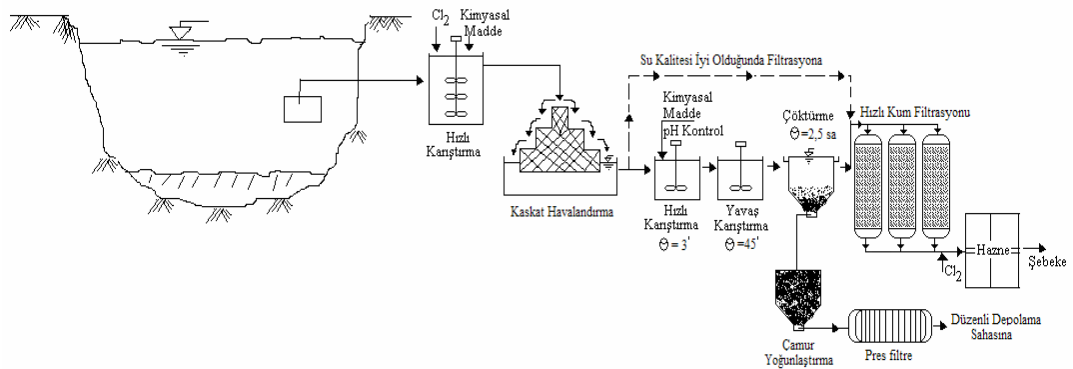 Cl2
Kimyasal
Madde
Hızlı
Karıştırma
Kaskat Havalandırma
Su Kalitesi İyi Olduğunda Filtrasyona
Kimyasal
Madde
pH Kontrol
Hızlı
Karıştırma
Θ = 3'
Yavaş
Karıştırma
Θ =45'
Çöktürme
Θ =2,5 sa
Hızlı Kum Filtrasyonu
Cl2
Hazne
Şebeke
Çamur
Yoğunlaştırma
Pres filtre
Düzenli Depolama
Sahasına